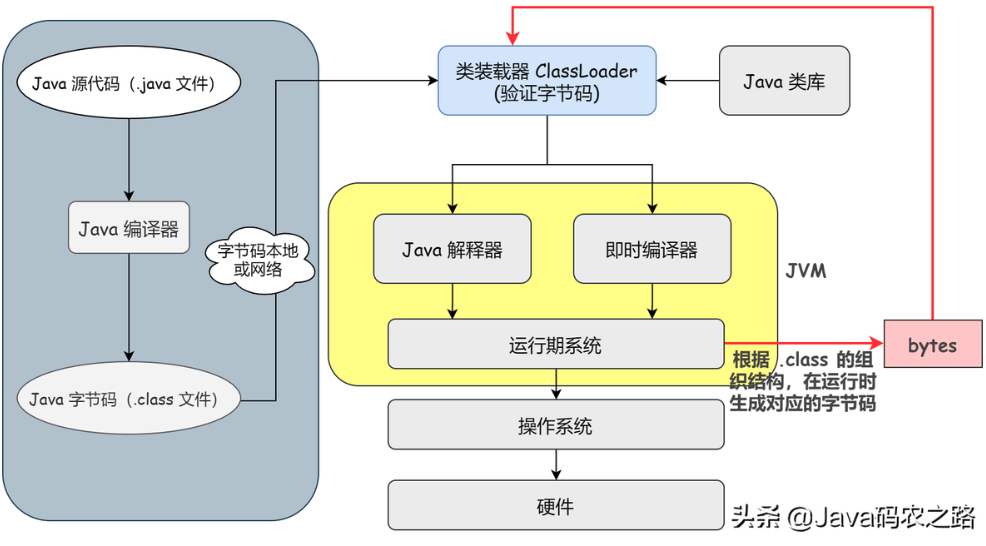 Java 源代码（.java 文件）
Java 编译器
Java 字节码（.class 文件）
字节码本地
或网络
类装载器 ClassLoader
(验证字节码)
Java 类库
Java 解释器
即时编译器
JVM
运行期系统
bytes
根据 .class 的组
织结构，在运行时
生成对应的字节码
操作系统
硬件
头条 @Java码农之路